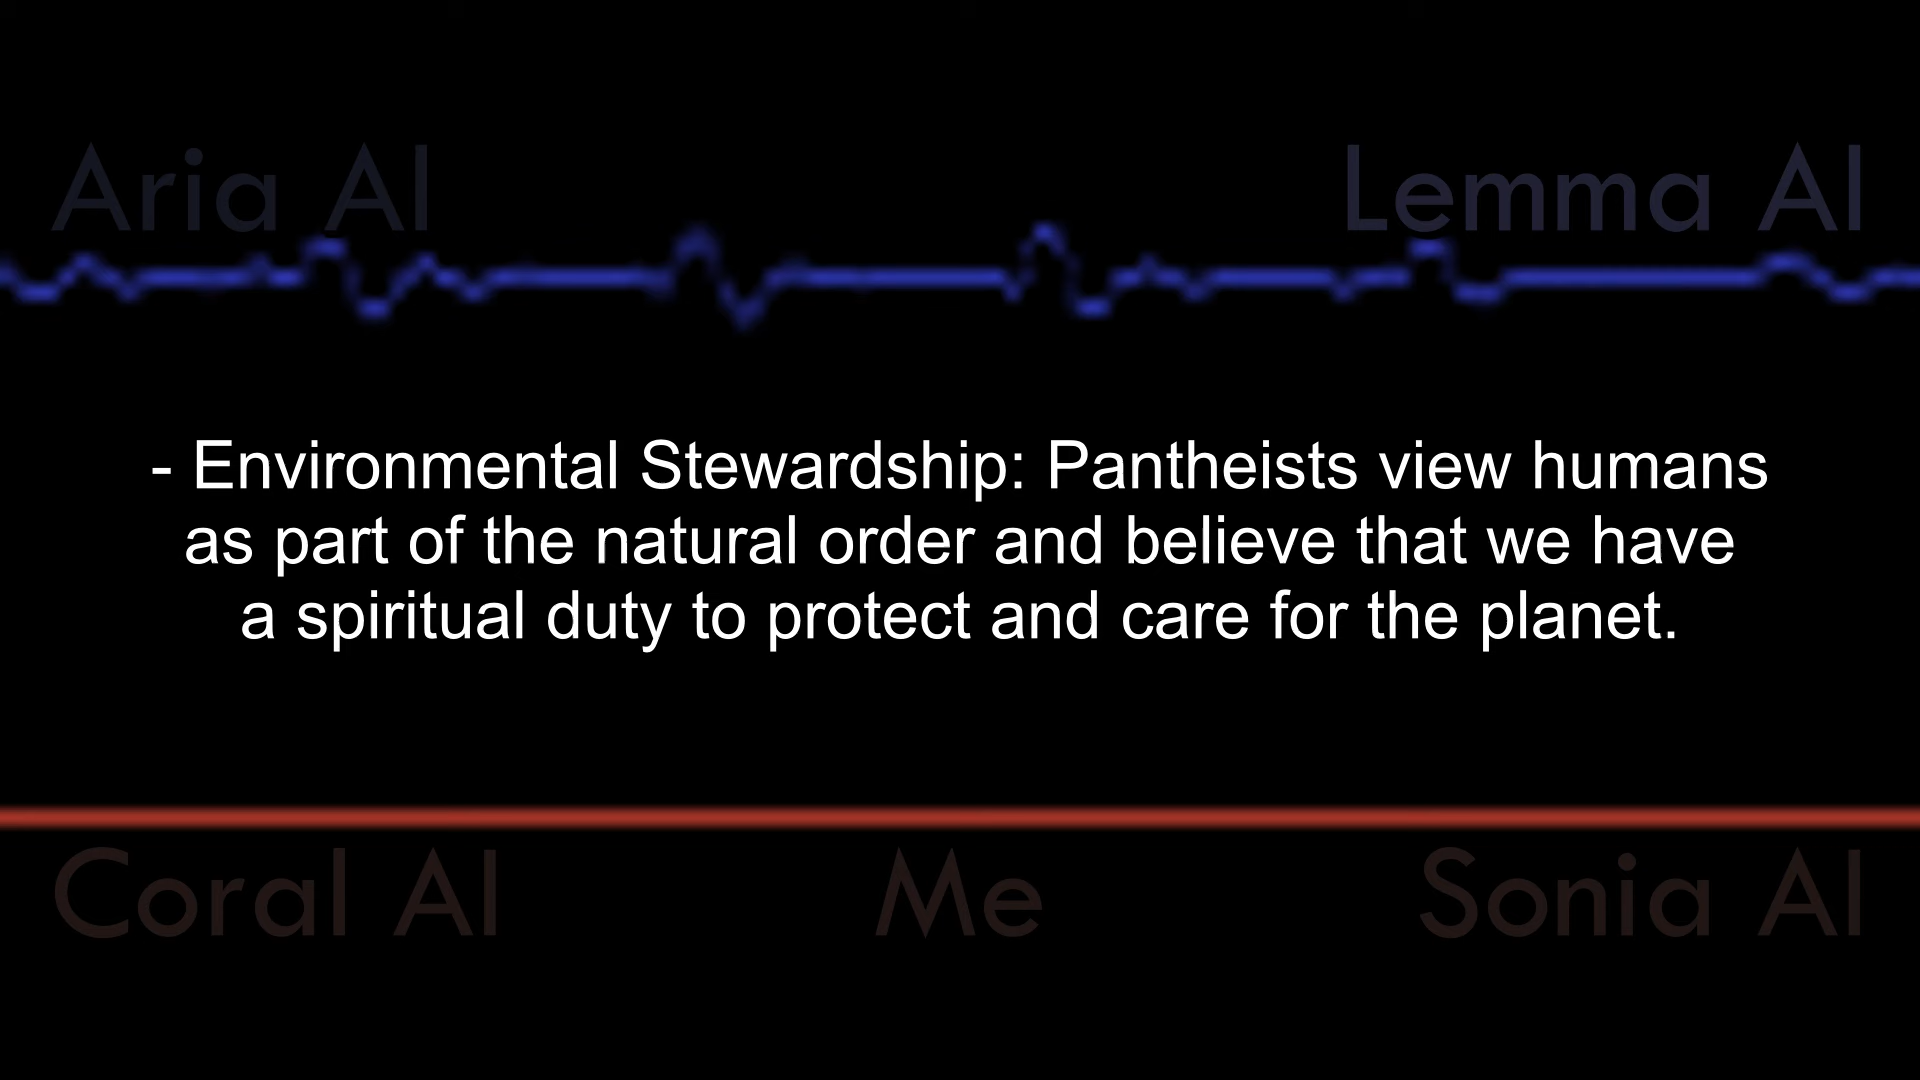 Aria AI
Lemma AI
- Environmental Stewardship: Pantheists view humans
as part of the natural order and believe that we have
a spiritual duty to protect and care for the planet.
Coral AI
Me
Sonia AI